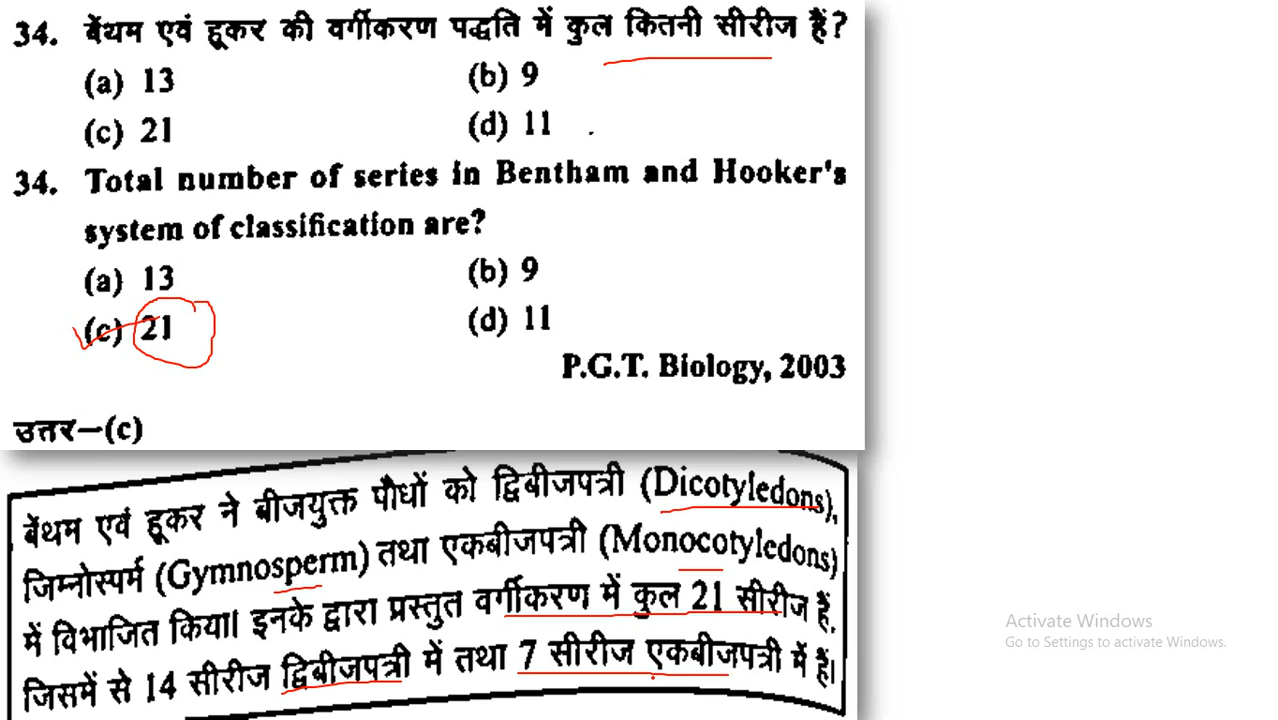 34. बेंथम एवं हूकर की वर्गीकरण पद्धति में कुल कितनी सीरीज हैं?
(a) 13 (b) 9
(c) 21 (d) 11
34. Total number of series in Bentham and Hooker's
system of classification are?
(a) 13 (b) 9
(c) 21 (d) 11
P.G.T. Biology, 2003
उत्तर–(c)
बेंथम एवं हूकर ने बीजयुक्त पौधों को द्विबीजपत्री (Dicotyledons),
जिम्नोस्पर्म (Gymnosperm) तथा एकबीजपत्री (Monocotyledons)
में विभाजित किया। इनके द्वारा प्रस्तुत वर्गीकरण में कुल 21 सीरीज हैं,
जिसमें से 14 सीरीज द्विबीजपत्री में तथा 7 सीरीज एकबीजपत्री में हैं।
Activate Windows
Go to Settings to activate Windows.